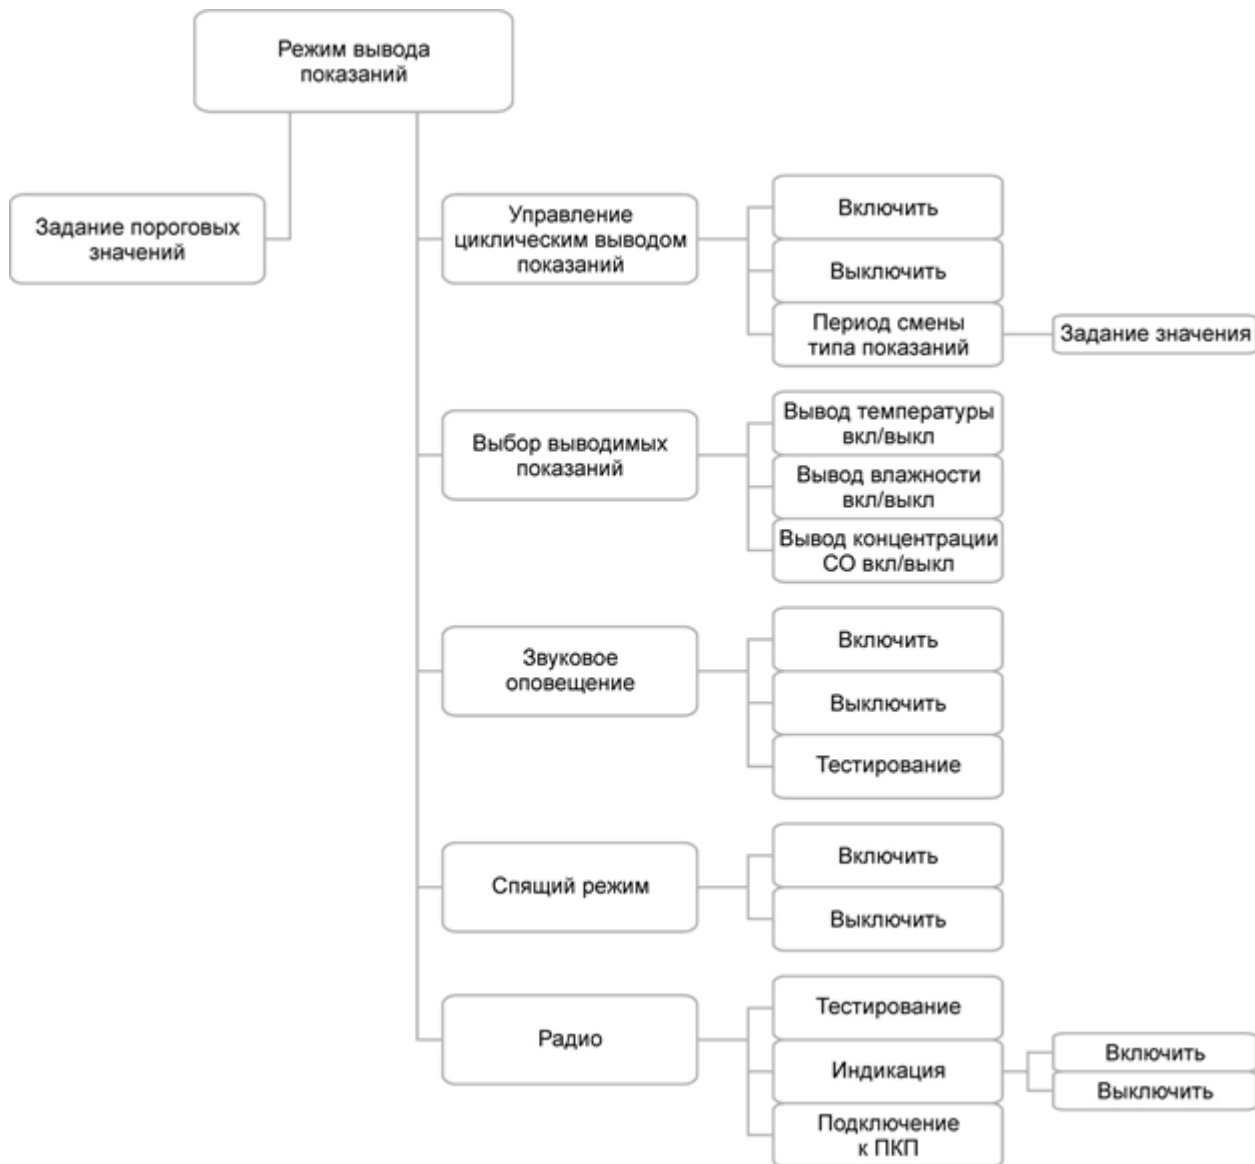 Режим вывода
показаний
Задание пороговых
значений
Управление
циклическим выводом
показаний
Включить
Выключить
Период смены
типа показаний
Задание значения
Выбор выводимых
показаний
Вывод температуры
вкл/выкл
Вывод влажности
вкл/выкл
Вывод концентрации
СО вкл/выкл
Звуковое
оповещение
Включить
Выключить
Тестирование
Спящий режим
Включить
Выключить
Радио
Тестирование
Индикация
Включить
Выключить
Подключение
к ПКП